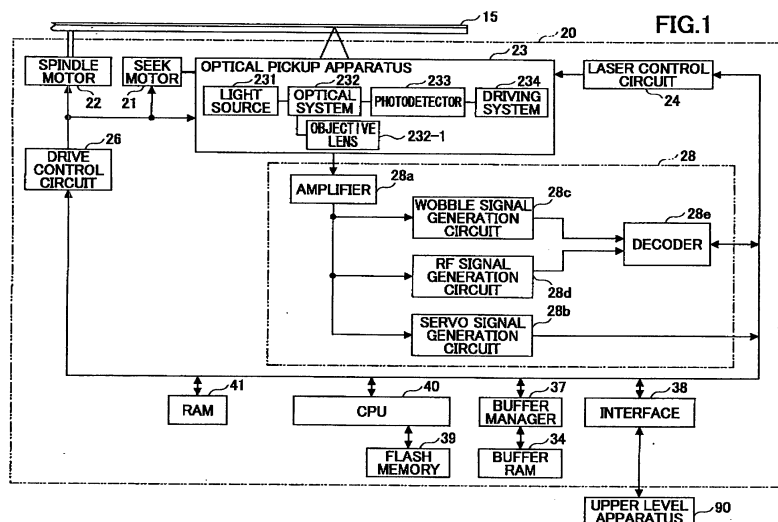 15
FIG.1
20
23
SPINDLE
MOTOR
22
SEEK
MOTOR
21
OPTICAL PICKUP APPARATUS
231
232
233
234
LIGHT
SOURCE
OPTICAL
SYSTEM
PHOTODETECTOR
DRIVING
SYSTEM
OBJECTIVE
LENS
232-1
LASER CONTROL
CIRCUIT
24
26
DRIVE
CONTROL
CIRCUIT
28
AMPLIFIER
28a
28c
WOBBLE SIGNAL
GENERATION
CIRCUIT
28e
DECODER
RF SIGNAL
GENERATION
CIRCUIT
28d
28b
SERVO SIGNAL
GENERATION
CIRCUIT
41
RAM
40
CPU
37
BUFFER
MANAGER
38
INTERFACE
39
FLASH
MEMORY
34
BUFFER
RAM
UPPER LEVEL
APPARATUS
90